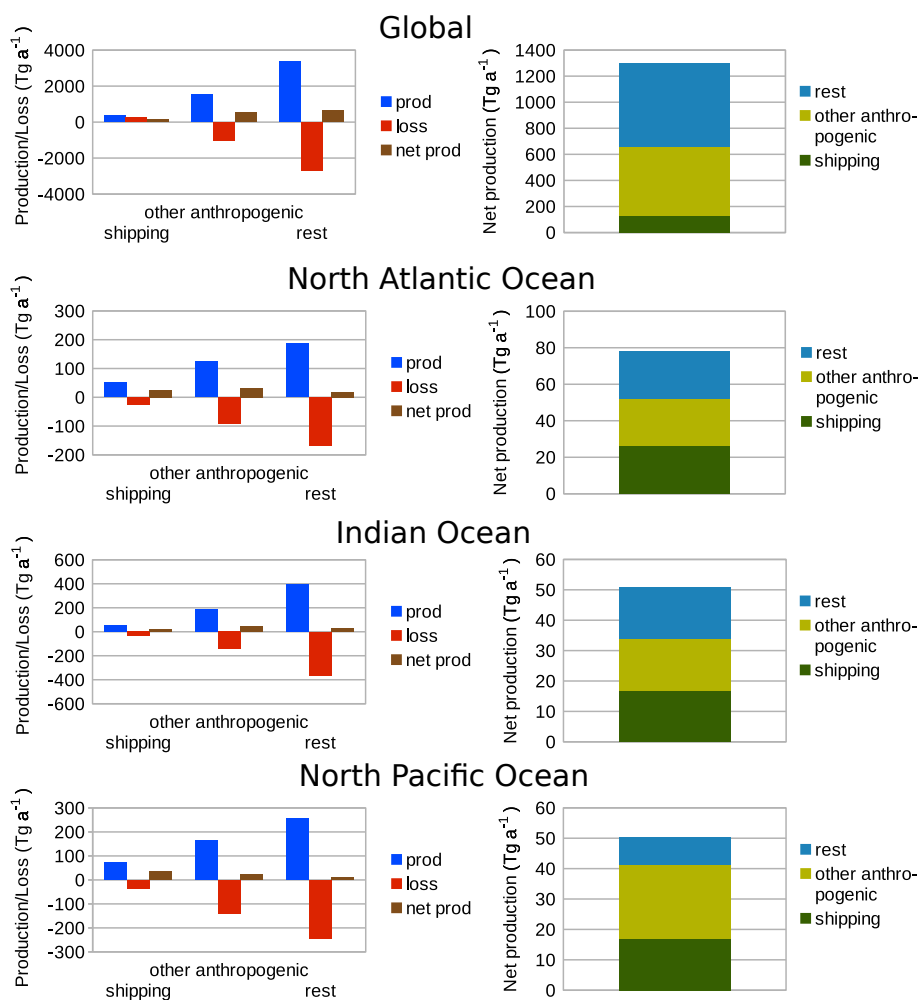 Global
Production/Loss (Tg a⁻¹)
4000
2000
0
-2000
-4000
other anthropogenic
shipping rest
prod
loss
net prod
Net production (Tg a⁻¹)
1400
1200
1000
800
600
400
200
0
rest
other anthro-
pogenic
shipping
North Atlantic Ocean
Production/Loss (Tg a⁻¹)
300
200
100
0
-100
-200
other anthropogenic
shipping rest
prod
loss
net prod
Net production (Tg a⁻¹)
100
80
60
40
20
0
rest
other anthro-
pogenic
shipping
Indian Ocean
Production/Loss (Tg a⁻¹)
600
400
200
0
-200
-400
-600
other anthropogenic
shipping rest
prod
loss
net prod
Net production (Tg a⁻¹)
60
50
40
30
20
10
0
rest
other anthro-
pogenic
shipping
North Pacific Ocean
Production/Loss (Tg a⁻¹)
300
200
100
0
-100
-200
-300
other anthropogenic
shipping rest
prod
loss
net prod
Net production (Tg a⁻¹)
60
50
40
30
20
10
0
rest
other anthro-
pogenic
shipping